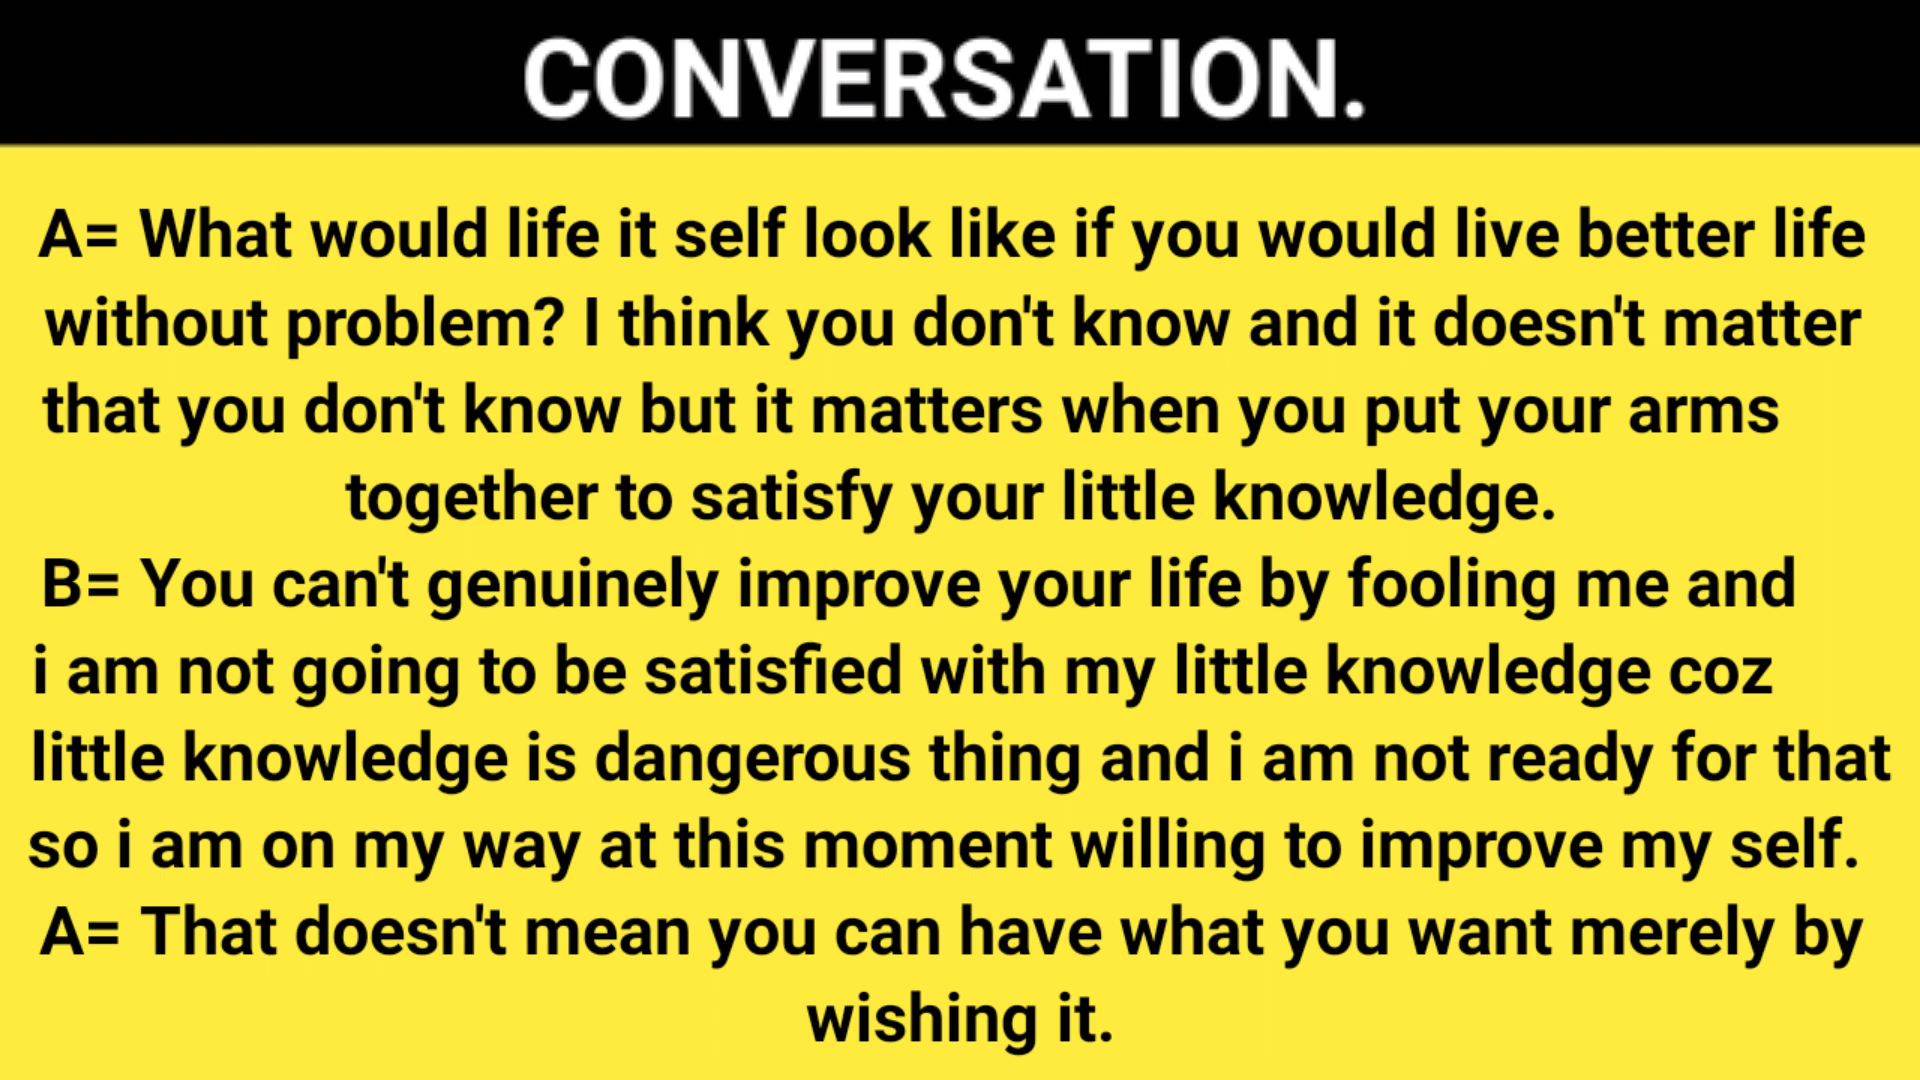 CONVERSATION.
A= What would life it self look like if you would live better life
without problem? I think you don't know and it doesn't matter
that you don't know but it matters when you put your arms
together to satisfy your little knowledge.
B= You can't genuinely improve your life by fooling me and
i am not going to be satisfied with my little knowledge coz
little knowledge is dangerous thing and i am not ready for that
so i am on my way at this moment willing to improve my self.
A= That doesn't mean you can have what you want merely by
wishing it.